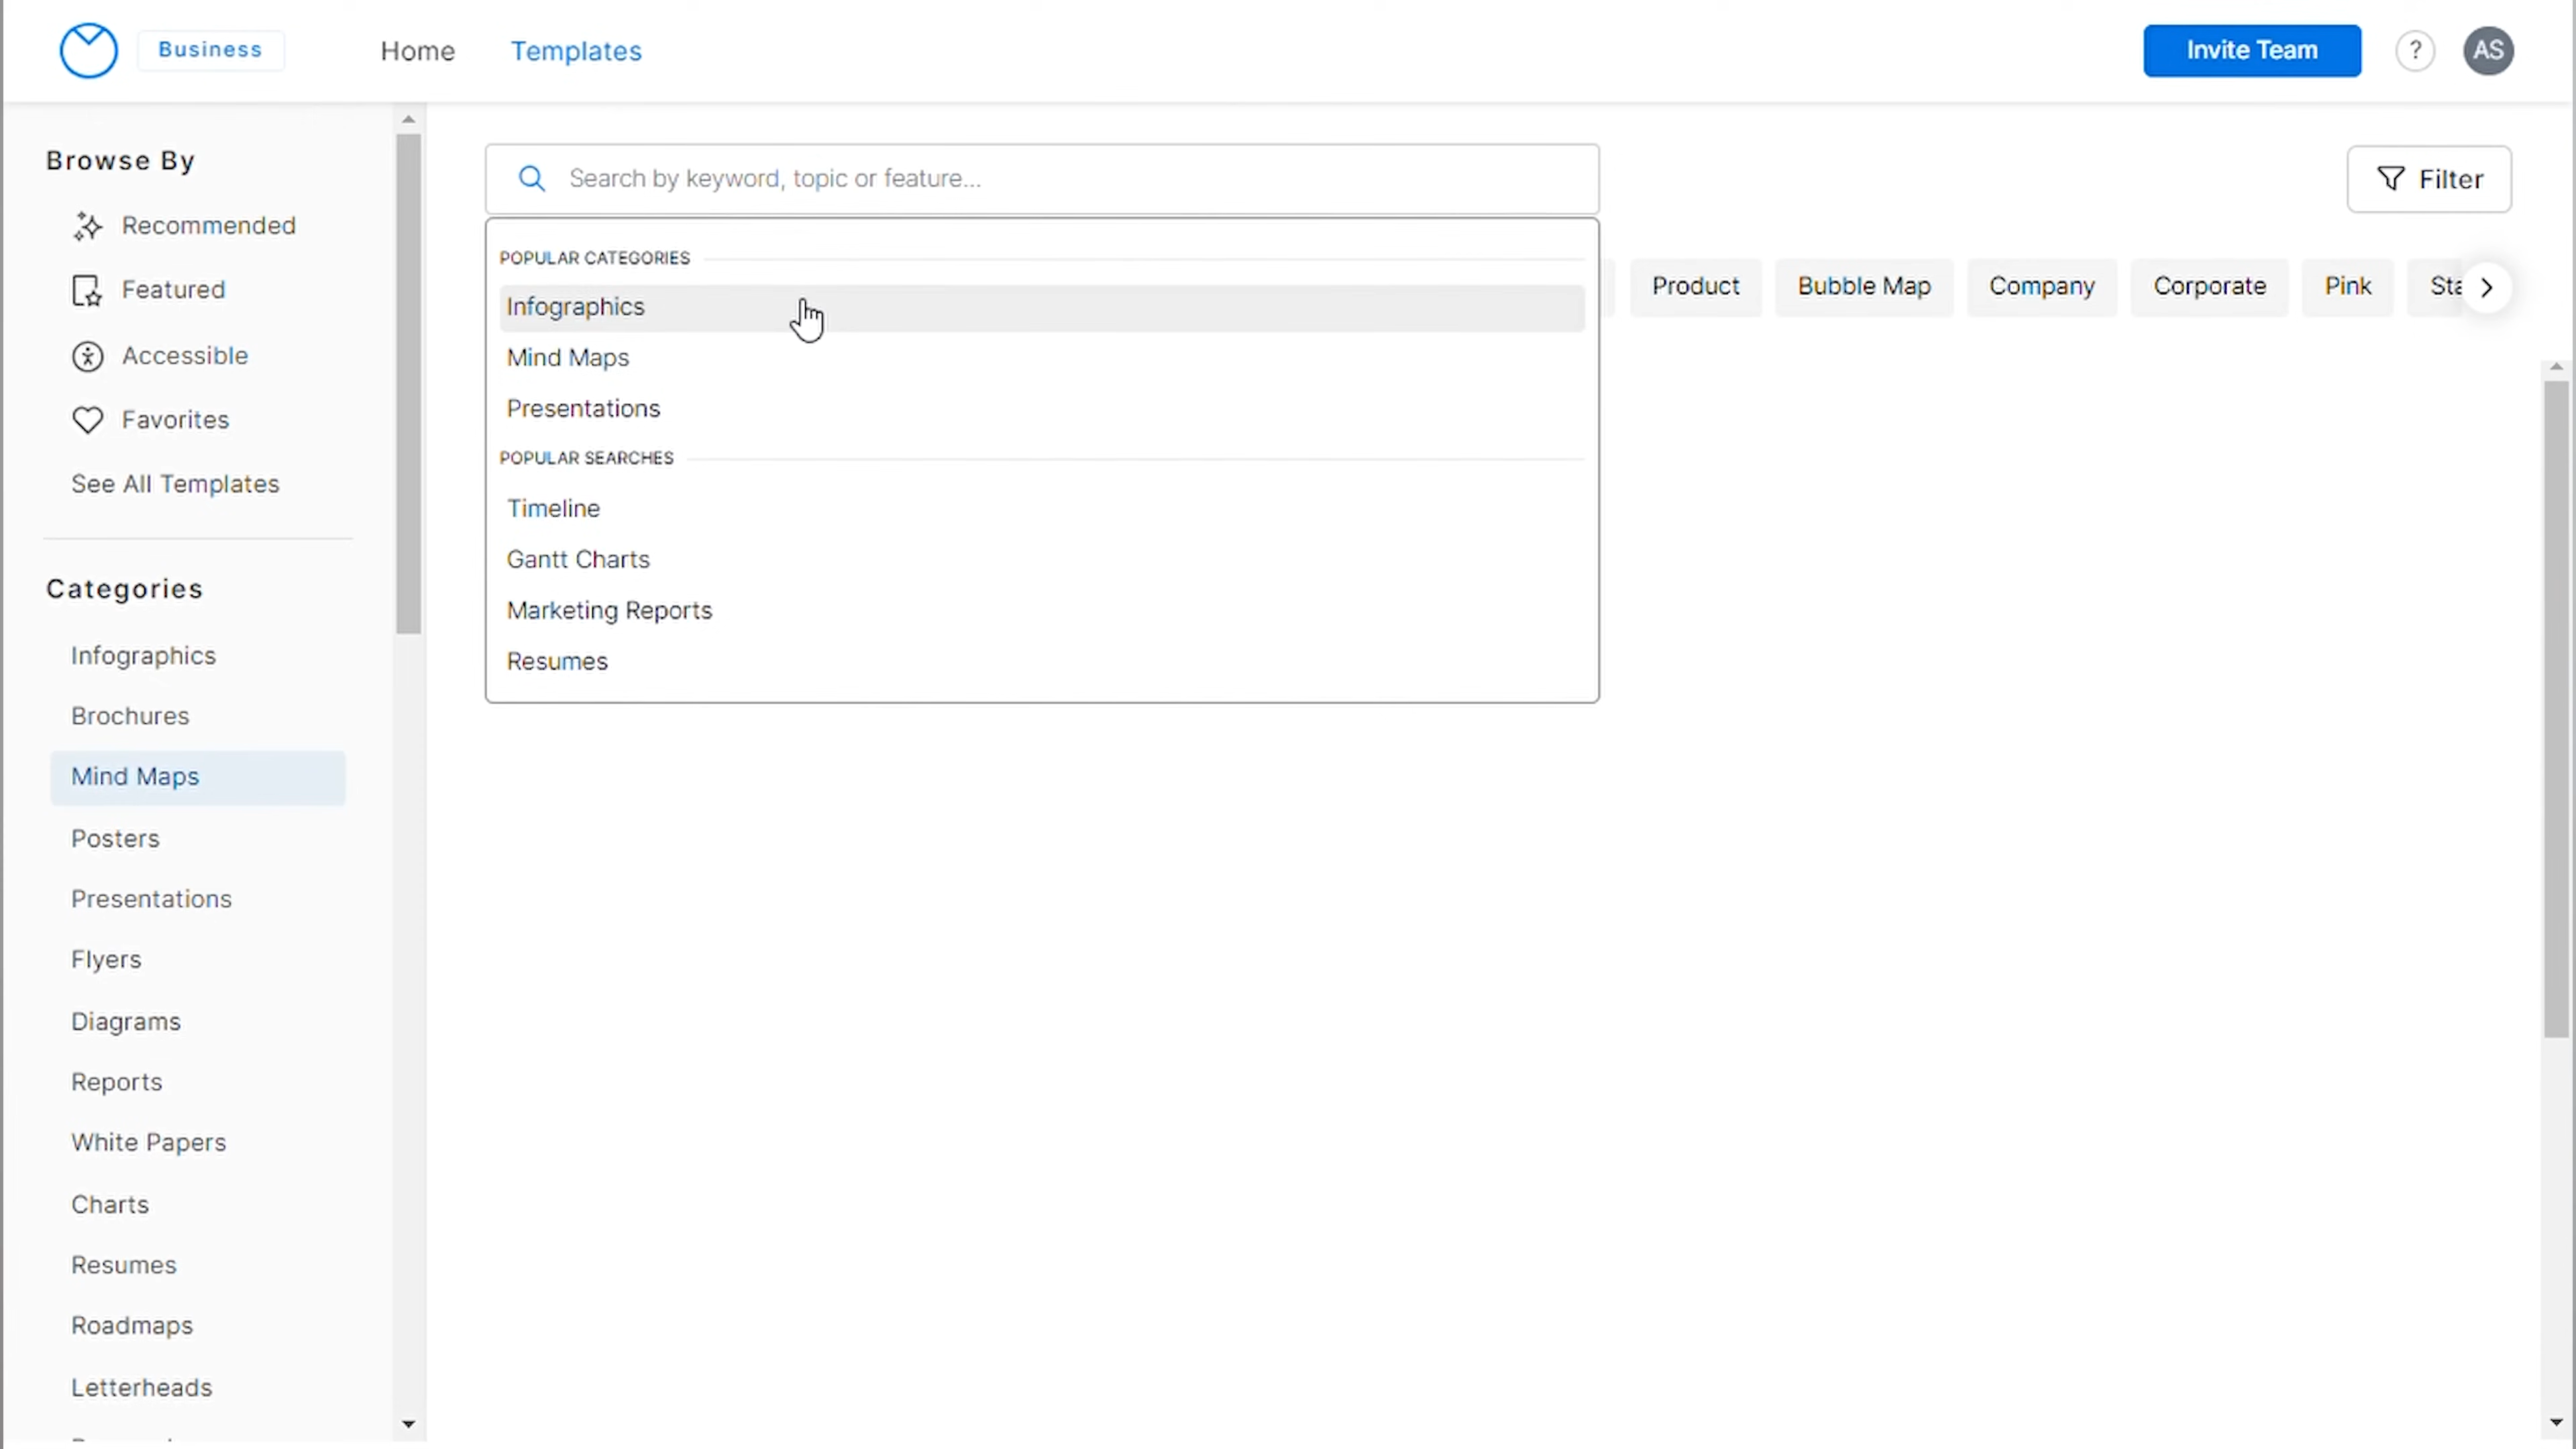 Business
Home
Templates
Invite Team
?
AS
Browse By
Recommended
Featured
Accessible
Favorites
See All Templates
Categories
Infographics
Brochures
Mind Maps
Posters
Presentations
Flyers
Diagrams
Reports
White Papers
Charts
Resumes
Roadmaps
Letterheads
Search by keyword, topic or feature...
Filter
POPULAR CATEGORIES
Infographics
Mind Maps
Presentations
POPULAR SEARCHES
Timeline
Gantt Charts
Marketing Reports
Resumes
Product
Bubble Map
Company
Corporate
Pink